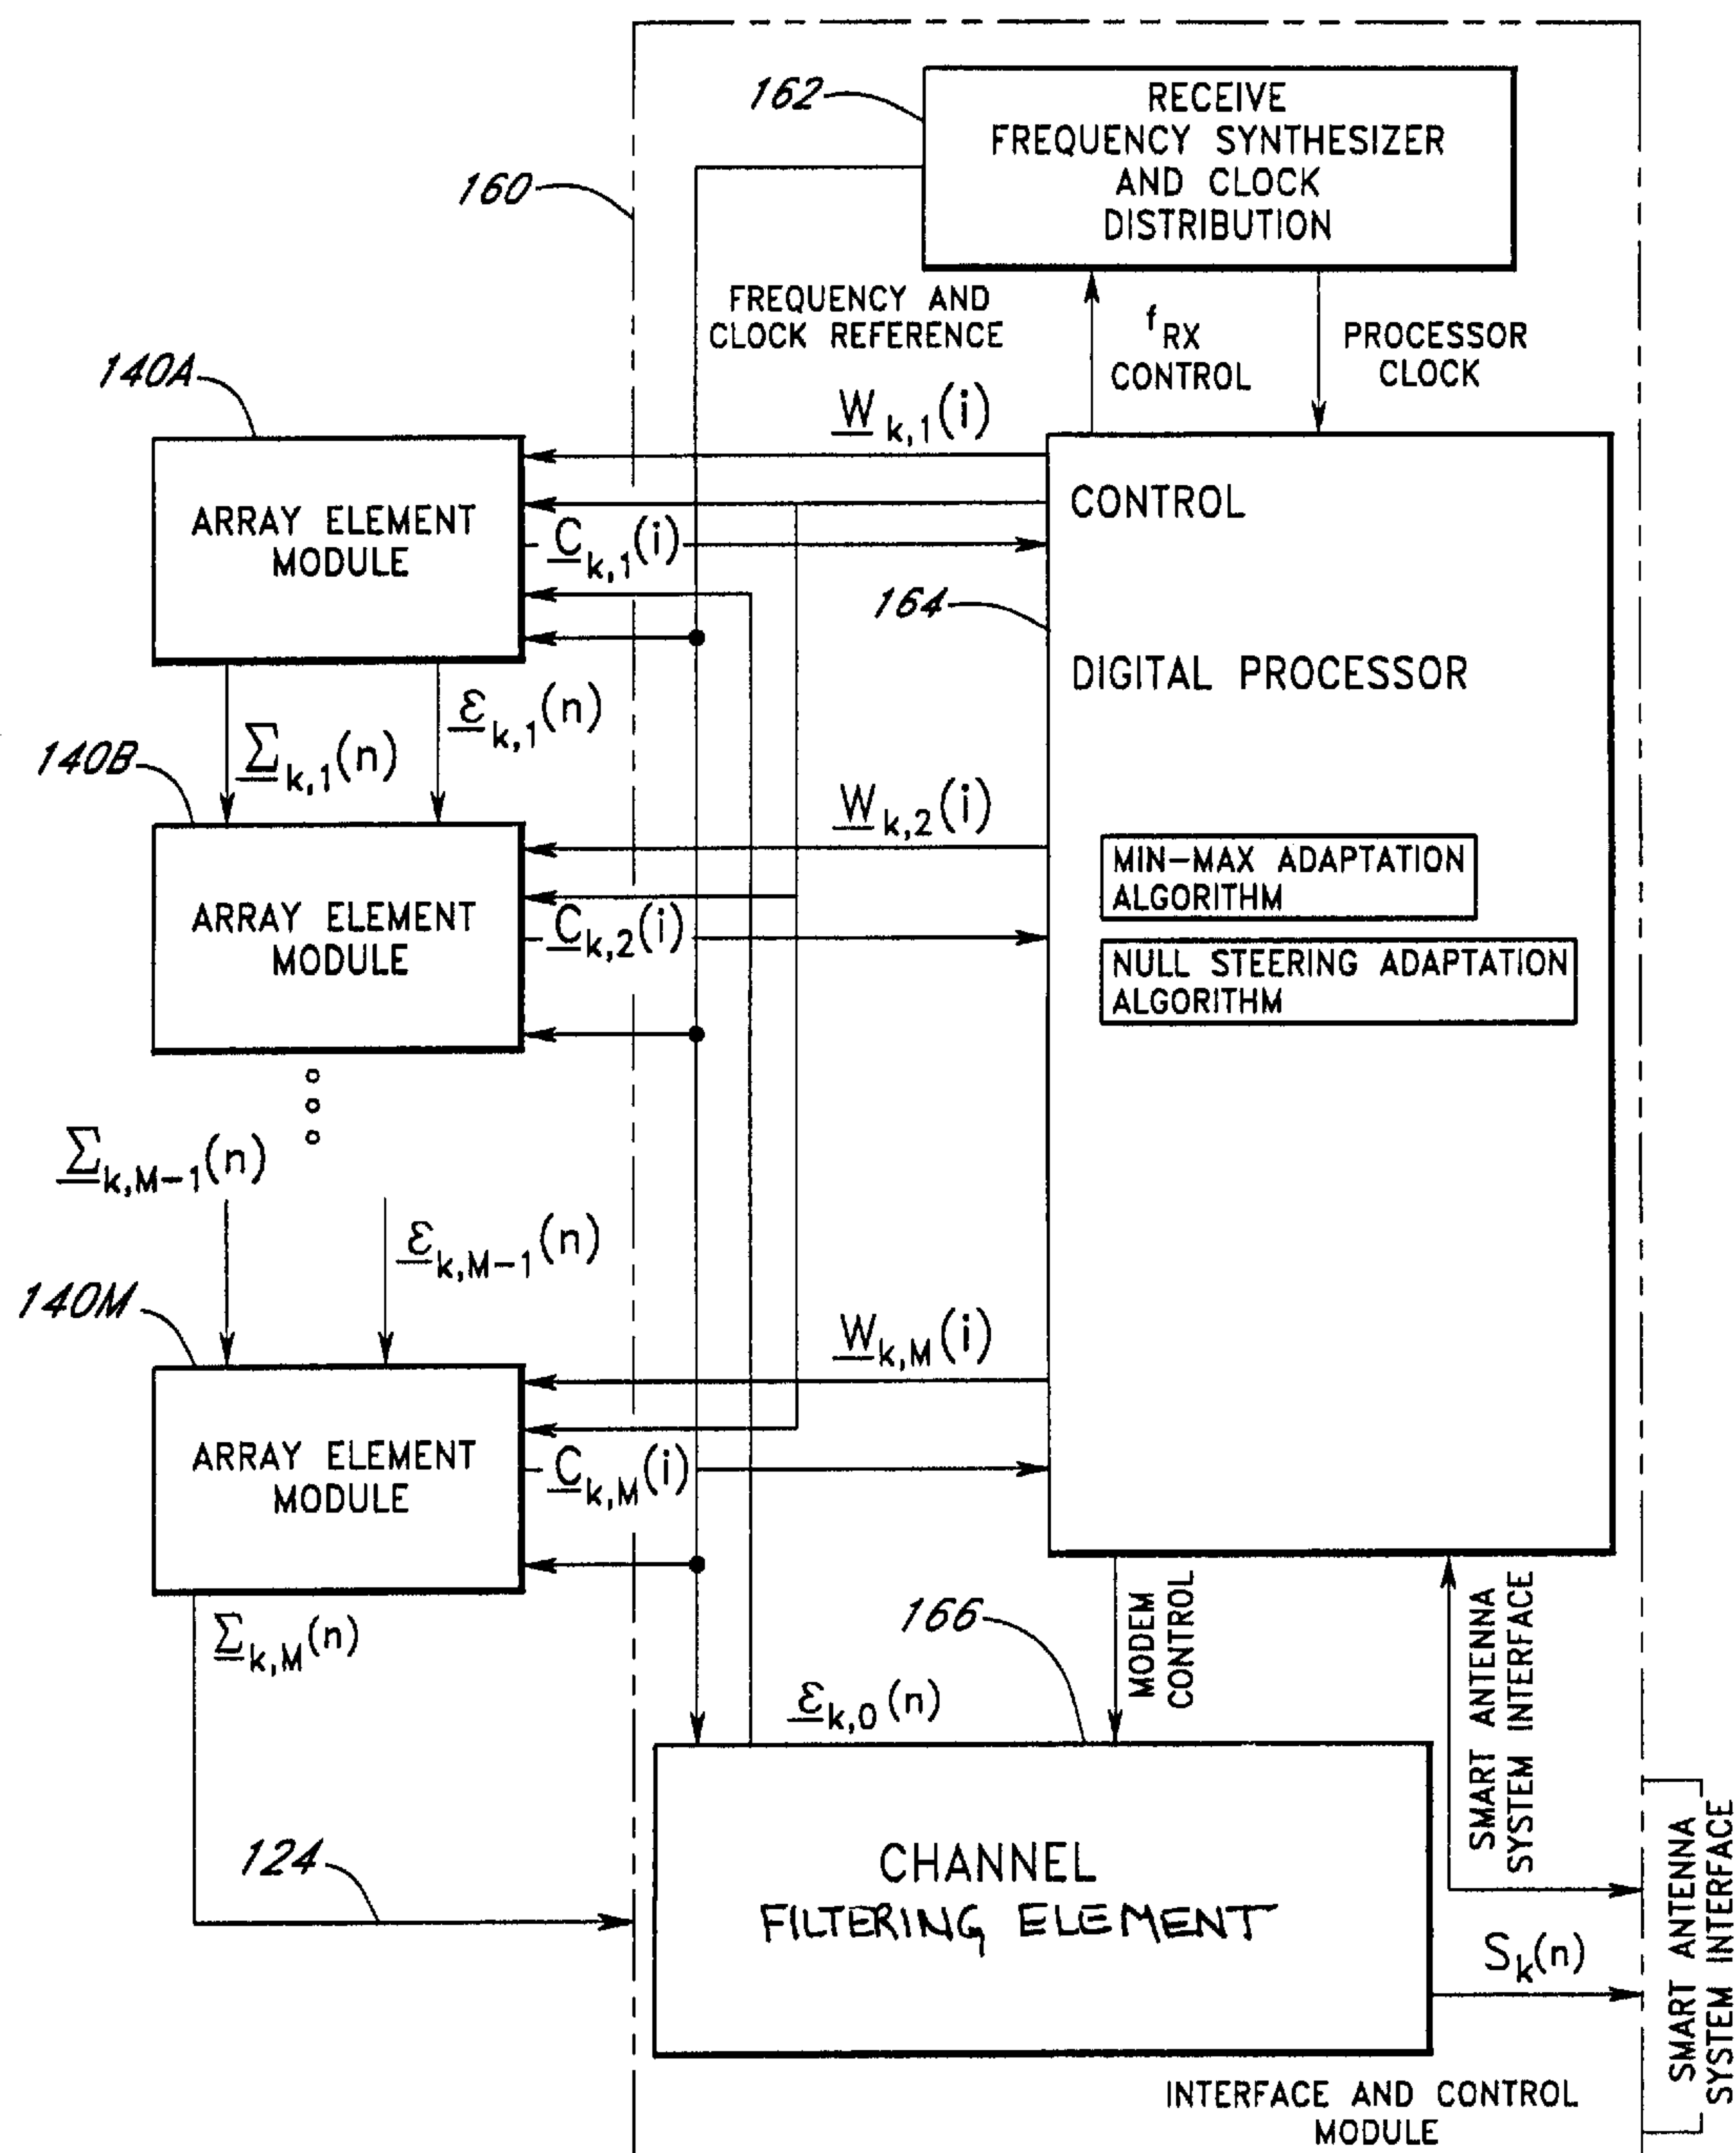 162
RECEIVE
FREQUENCY SYNTHESIZER
AND CLOCK
DISTRIBUTION
160
FREQUENCY AND
CLOCK REFERENCE
f RX
CONTROL
PROCESSOR
CLOCK
140A
W k,1 (i)
ARRAY ELEMENT
MODULE
C k,1 (i)
CONTROL
164
DIGITAL PROCESSOR
Σ k,1 (n)
ε k,1 (n)
140B
W k,2 (i)
ARRAY ELEMENT
MODULE
C k,2 (i)
MIN-MAX ADAPTATION
ALGORITHM
NULL STEERING ADAPTATION
ALGORITHM
Σ k,M-1 (n)
ε k,M-1 (n)
140M
W k,M (i)
ARRAY ELEMENT
MODULE
C k,M (i)
Σ k,M (n)
166
MODEM
CONTROL
SMART ANTENNA
SYSTEM INTERFACE
ε k,0 (n)
124
CHANNEL
FILTERING ELEMENT
S k (n)
SMART ANTENNA
SYSTEM INTERFACE
INTERFACE AND CONTROL
MODULE